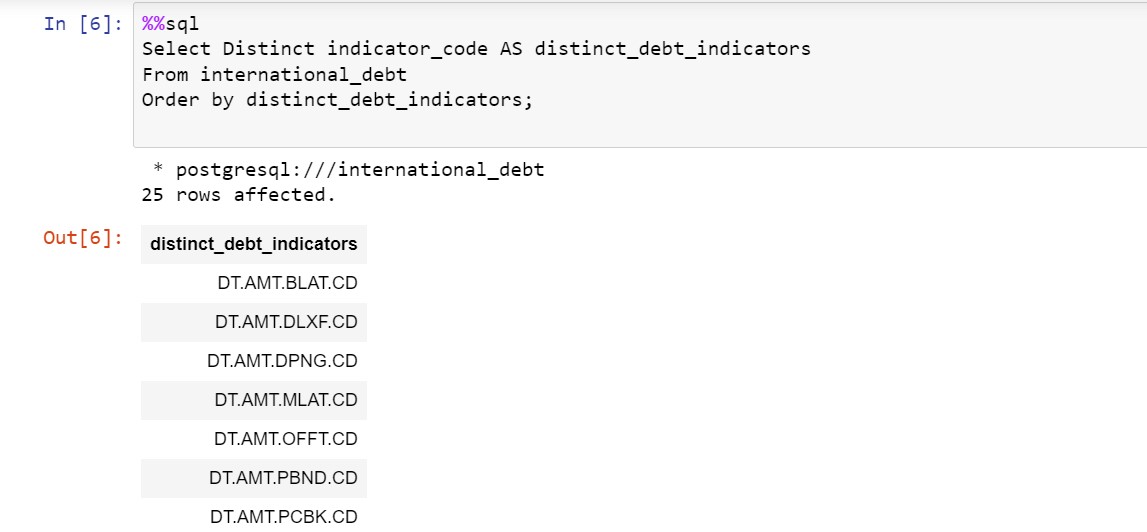 In [6]: %%sql
Select Distinct indicator_code AS distinct_debt_indicators
From international_debt
Order by distinct_debt_indicators;
* postgresql:///international_debt
25 rows affected.
Out[6]: distinct_debt_indicators
DT.AMT.BLAT.CD
DT.AMT.DLXF.CD
DT.AMT.DPNG.CD
DT.AMT.MLAT.CD
DT.AMT.OFFT.CD
DT.AMT.PBND.CD
DT.AMT.PCBK.CD